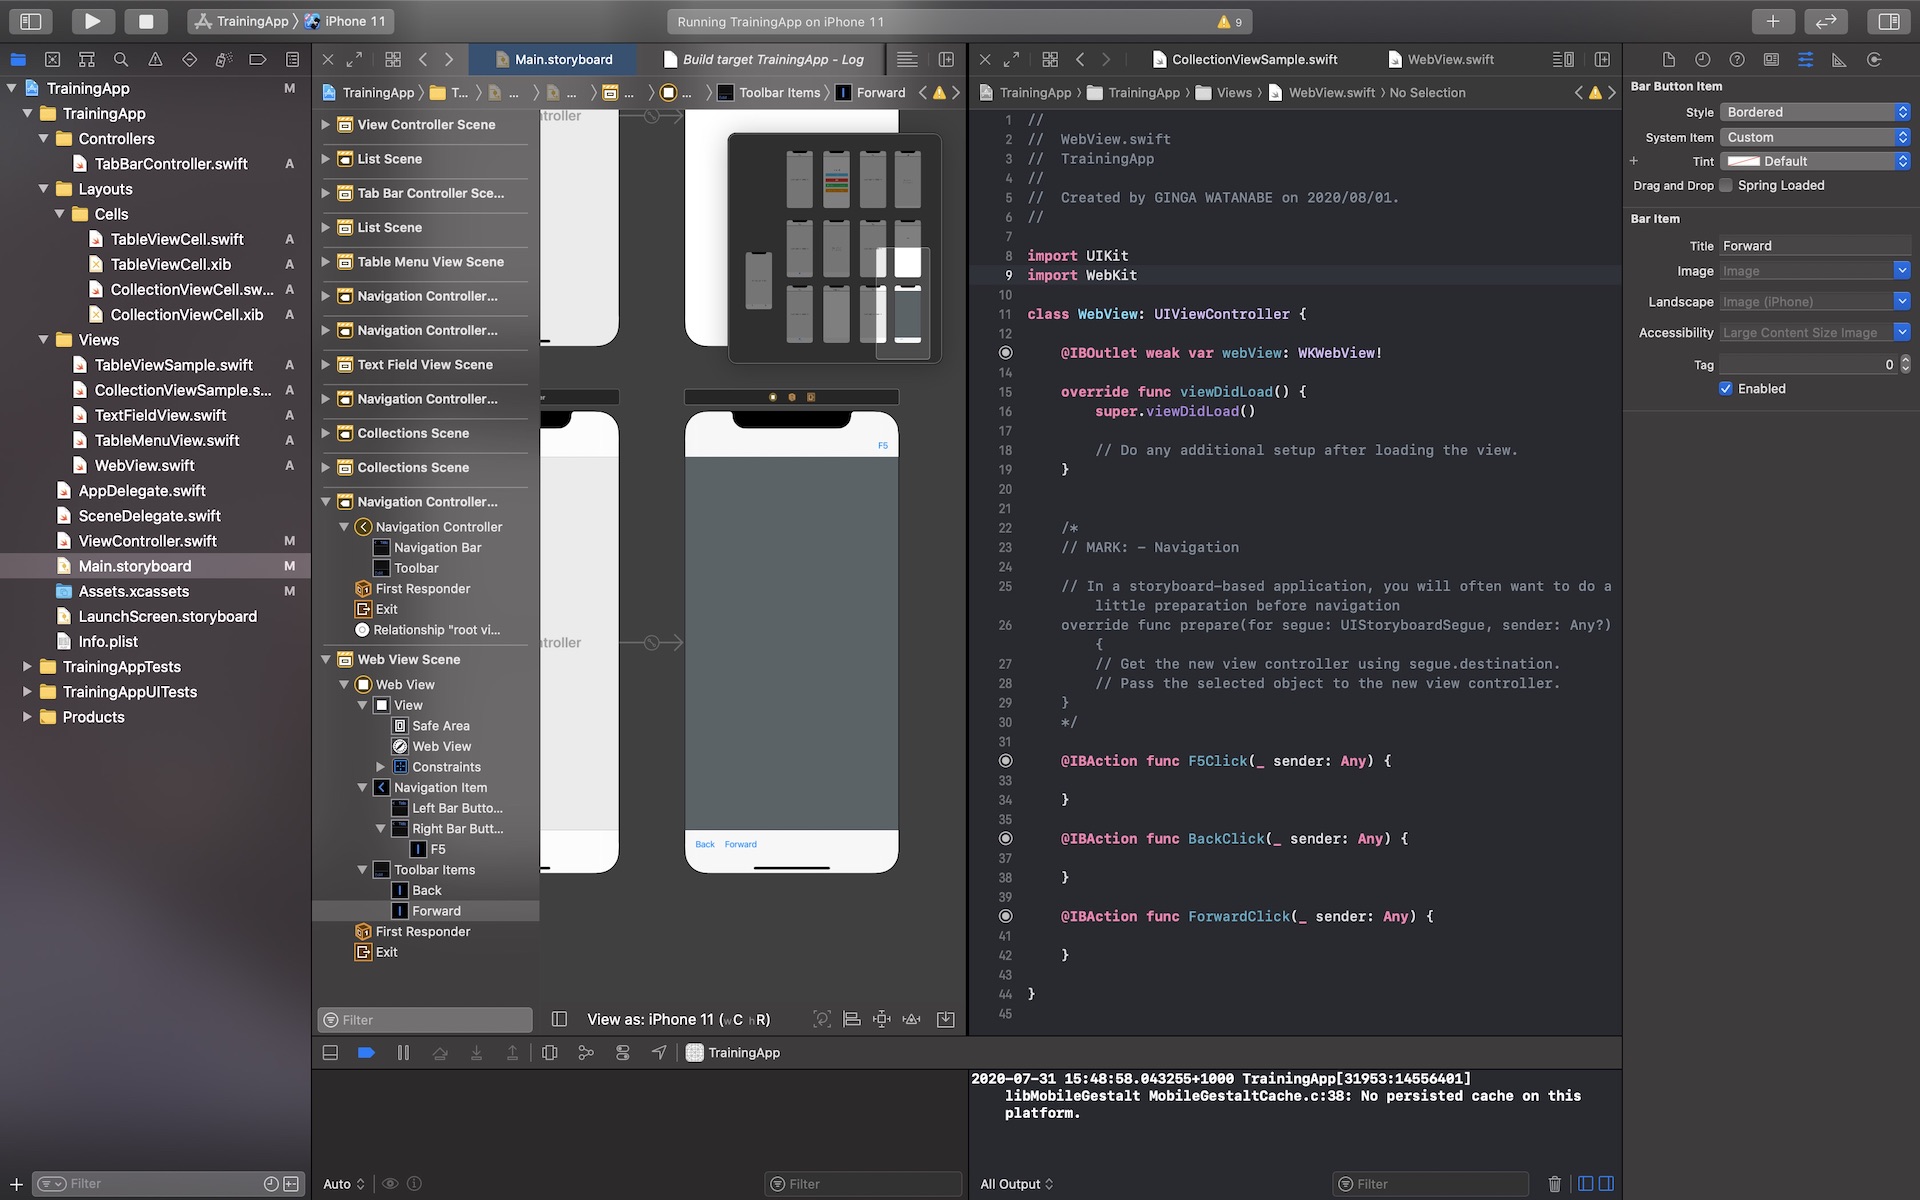 TrainingApp
iPhone 11
Running TrainingApp on iPhone 11
9
TrainingApp
M
TrainingApp
Controllers
TabBarController.swift
A
Layouts
Cells
TableViewCell.swift
A
TableViewCell.xib
A
CollectionViewCell.sw...
A
CollectionViewCell.xib
A
Views
TableViewSample.swift
A
CollectionViewSample.s...
A
TextFieldView.swift
A
TableMenuView.swift
A
WebView.swift
A
AppDelegate.swift
SceneDelegate.swift
ViewController.swift
M
Main.storyboard
M
Assets.xcassets
M
LaunchScreen.storyboard
Info.plist
TrainingAppTests
TrainingAppUITests
Products
Filter
Main.storyboard
Build target TrainingApp - Log
TrainingApp
T...
...
...
...
...
Toolbar Items
Forward
View Controller Scene
List Scene
Tab Bar Controller Sce...
List Scene
Table Menu View Scene
Navigation Controller...
Navigation Controller...
Text Field View Scene
Navigation Controller...
Collections Scene
Collections Scene
Navigation Controller...
Navigation Controller
Navigation Bar
Toolbar
First Responder
Exit
Relationship "root vi...
Web View Scene
Web View
View
Safe Area
Web View
Constraints
Navigation Item
Left Bar Butto...
Right Bar Butt...
F5
Toolbar Items
Back
Forward
First Responder
Exit
Filter
ntroller
ntroller
F5
Back
Forward
View as: iPhone 11 (wC hR)
CollectionViewSample.swift
WebView.swift
TrainingApp
TrainingApp
Views
WebView.swift
No Selection
1 //
2 //  WebView.swift
3 //  TrainingApp
4 //
5 //  Created by GINGA WATANABE on 2020/08/01.
6 //
7
8 import UIKit
9 import WebKit
10
11 class WebView: UIViewController {
12
@IBOutlet weak var webView: WKWebView!
14
15 override func viewDidLoad() {
16 super.viewDidLoad()
17
18 // Do any additional setup after loading the view.
19 }
20
21
22 /*
23 // MARK: - Navigation
24
25 // In a storyboard-based application, you will often want to do a
little preparation before navigation
26 override func prepare(for segue: UIStoryboardSegue, sender: Any?)
{
27 // Get the new view controller using segue.destination.
28 // Pass the selected object to the new view controller.
29 }
30 */
31
@IBAction func F5Click(_ sender: Any) {
33
34 }
35
@IBAction func BackClick(_ sender: Any) {
37
38 }
39
@IBAction func ForwardClick(_ sender: Any) {
41
42 }
43
44 }
45
Bar Button Item
Style Bordered
System Item Custom
Tint Default
Drag and Drop Spring Loaded
Bar Item
Title Forward
Image Image
Landscape Image (iPhone)
Accessibility Large Content Size Image
Tag 0
Enabled
TrainingApp
2020-07-31 15:48:58.043255+1000 TrainingApp[31953:14556401]
libMobileGestalt MobileGestaltCache.c:38: No persisted cache on this
platform.
Auto
Filter
All Output
Filter